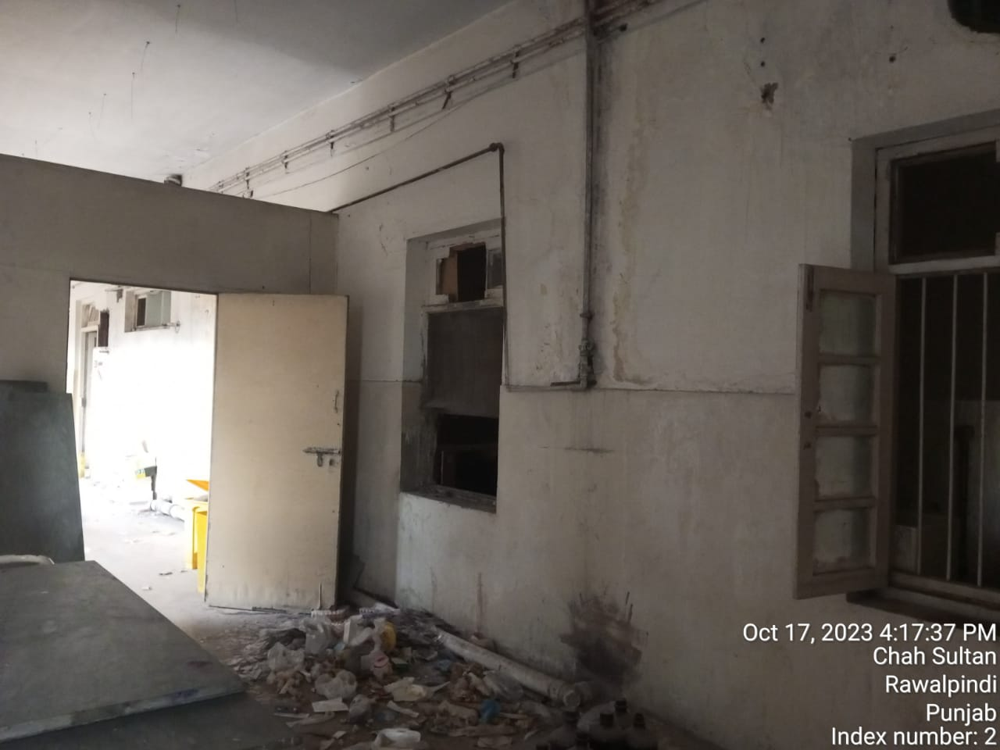 Oct 17, 2023 4:17:37 PM
Chah Sultan
Rawalpindi
Punjab
Index number: 2